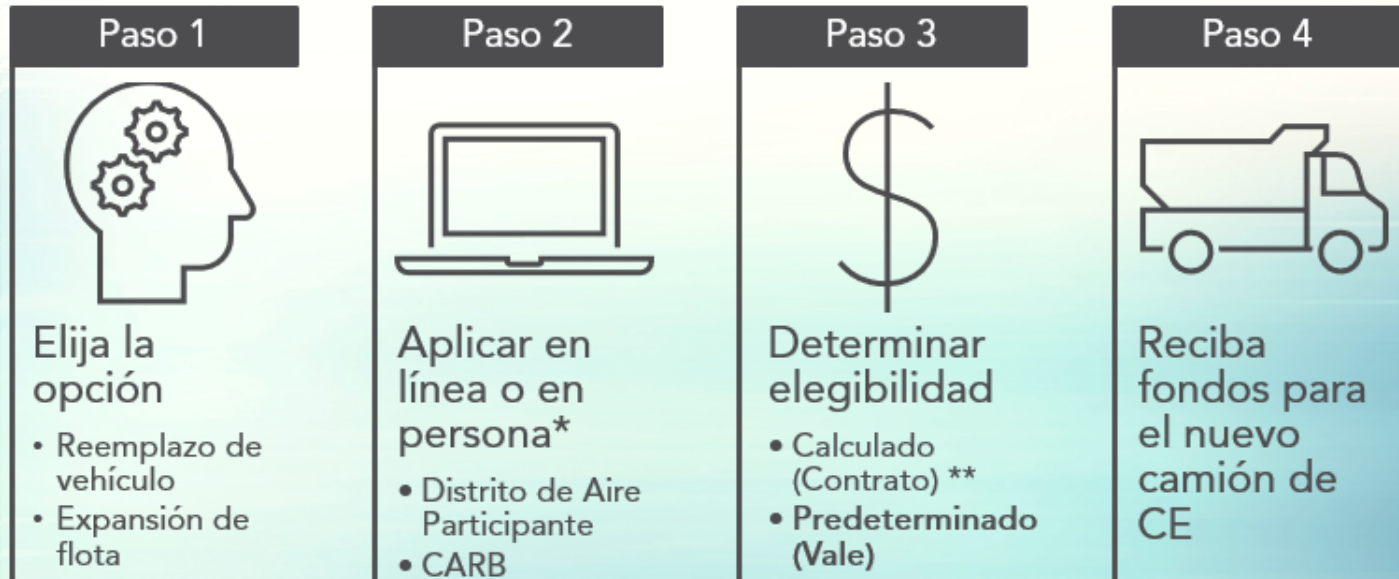 Paso 1
Elija la
opción
• Reemplazo de
vehículo
• Expansión de
flota
Paso 2
Aplicar en
línea o en
persona*
• Distrito de Aire
Participante
• CARB
Paso 3
Determinar
elegibilidad
• Calculado
(Contrato) **
• Predeterminado
(Vale)
Paso 4
Reciba
fondos para
el nuevo
camión de
CE